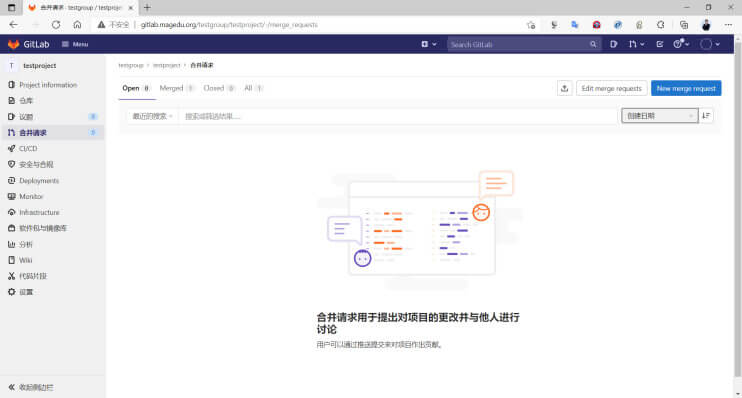 合并请求 · testgroup / testproject
不安全 | gitlab.magedu.org/testgroup/testproject/-/merge_requests
GitLab Menu
Search GitLab
T testproject
Project information
仓库
议题 0
合并请求 0
CI/CD
安全与合规
Deployments
Monitor
Infrastructure
软件包与镜像库
分析
Wiki
代码片段
设置
收起侧边栏
testgroup > testproject > 合并请求
Open 0 Merged 1 Closed 0 All 1
Edit merge requests New merge request
最近的搜索 搜索或筛选结果... 创建日期
合并请求用于提出对项目的更改并与他人进行
讨论
用户可以通过推送提交来对项目作出贡献。